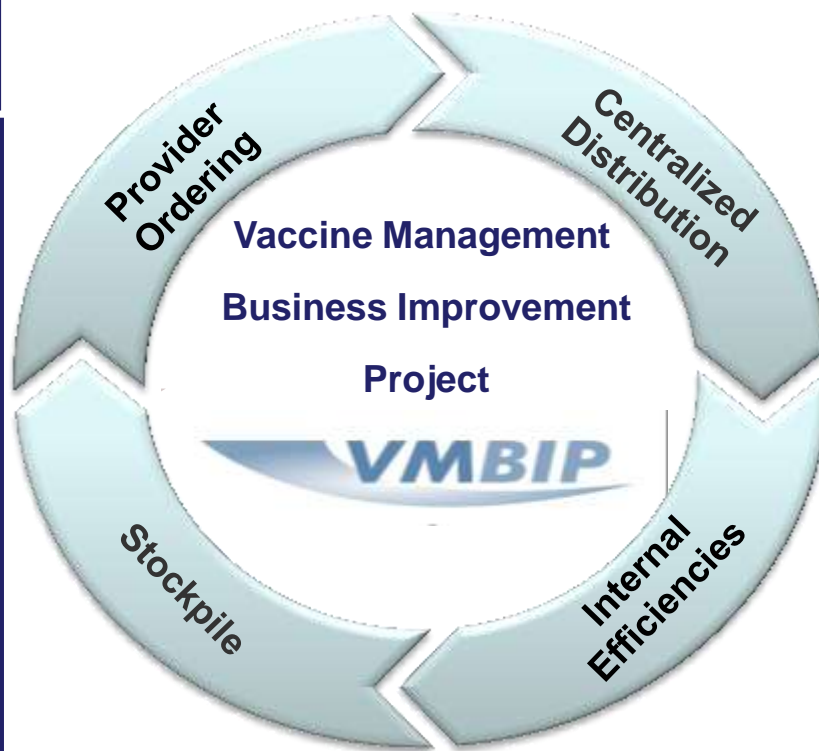 Provider
Ordering
Centralized
Distribution
Vaccine Management
Business Improvement
Project
VMBIP
Stockpile
Internal
Efficiencies